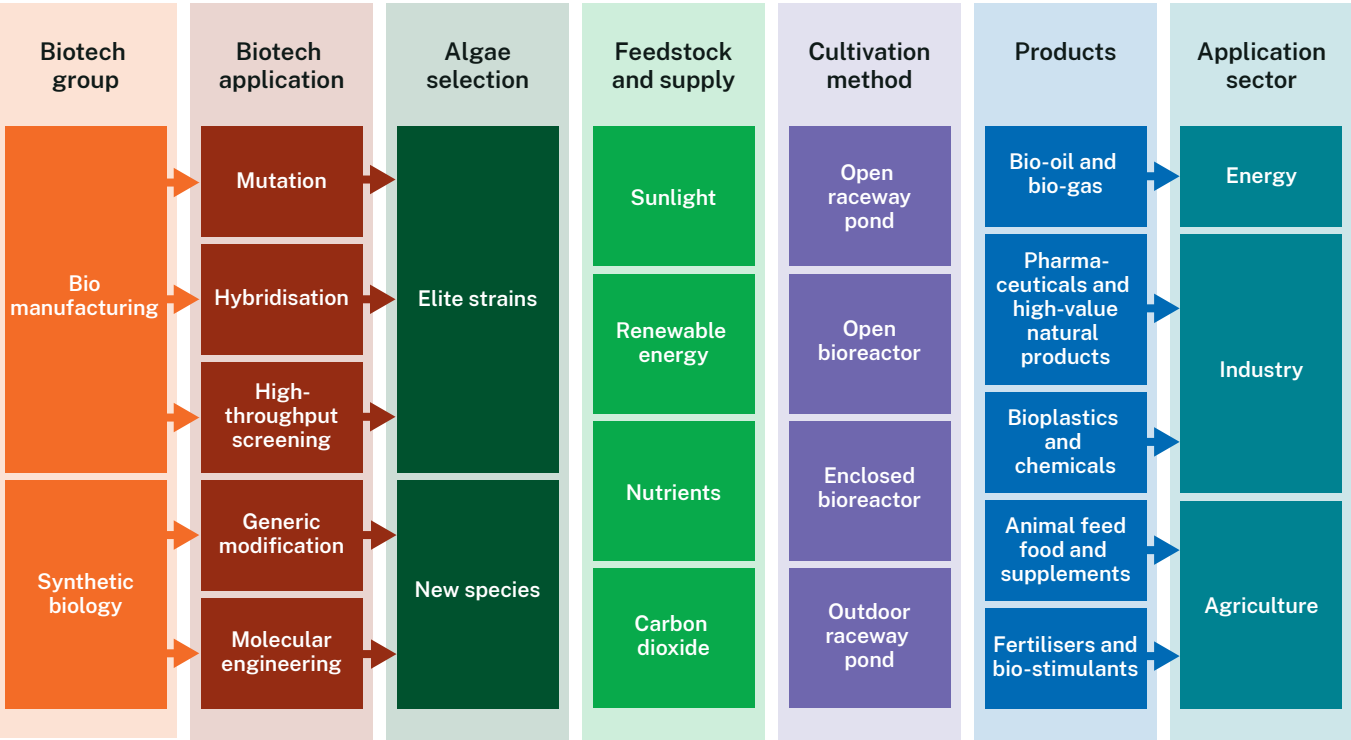 Biotech
group
Biotech
application
Algae
selection
Feedstock
and supply
Cultivation
method
Products
Application
sector
Bio
manufacturing
Synthetic
biology
Mutation
Hybridisation
High-
throughput
screening
Generic
modification
Molecular
engineering
Elite strains
New species
Sunlight
Renewable
energy
Nutrients
Carbon
dioxide
Open
raceway
pond
Open
bioreactor
Enclosed
bioreactor
Outdoor
raceway
pond
Bio-oil and
bio-gas
Pharma-
ceuticals and
high-value
natural
products
Bioplastics
and
chemicals
Animal feed
food and
supplements
Fertilisers and
bio-stimulants
Energy
Industry
Agriculture